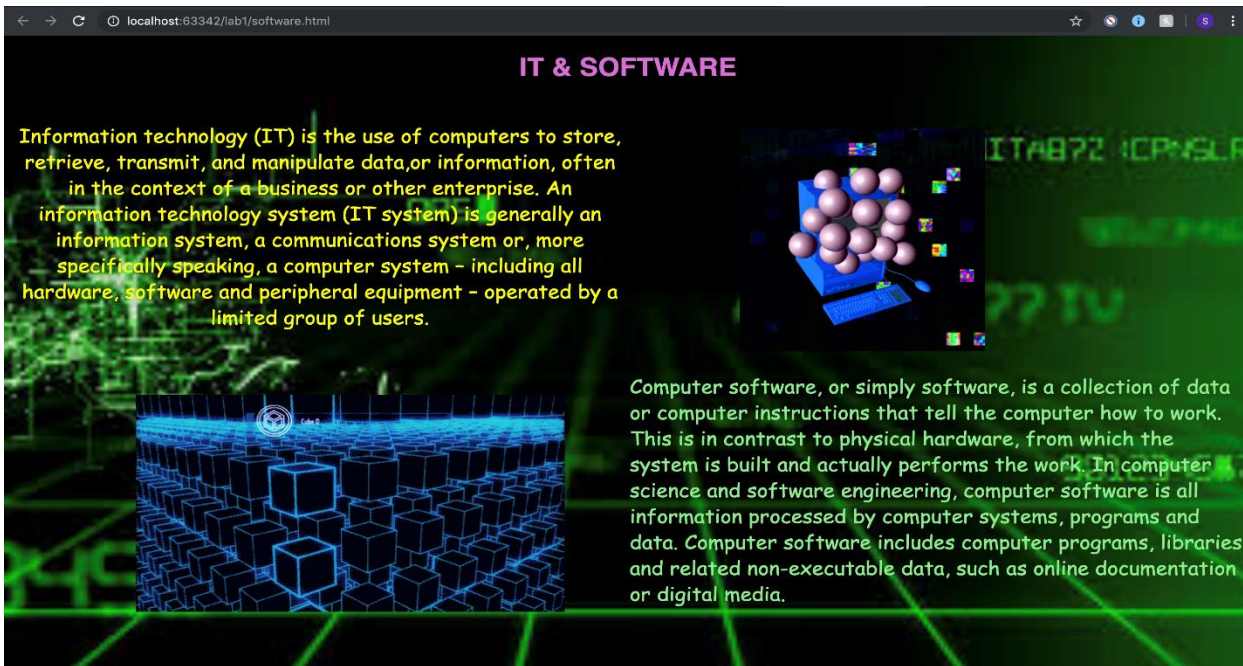 localhost:63342/lab1/software.html
S
IT & SOFTWARE
Information technology (IT) is the use of computers to store,
retrieve, transmit, and manipulate data,or information, often
in the context of a business or other enterprise. An
information technology system (IT system) is generally an
information system, a communications system or, more
specifically speaking, a computer system – including all
hardware, software and peripheral equipment – operated by a
limited group of users.
Cube 0
Computer software, or simply software, is a collection of data
or computer instructions that tell the computer how to work.
This is in contrast to physical hardware, from which the
system is built and actually performs the work. In computer
science and software engineering, computer software is all
information processed by computer systems, programs and
data. Computer software includes computer programs, libraries
and related non-executable data, such as online documentation
or digital media.